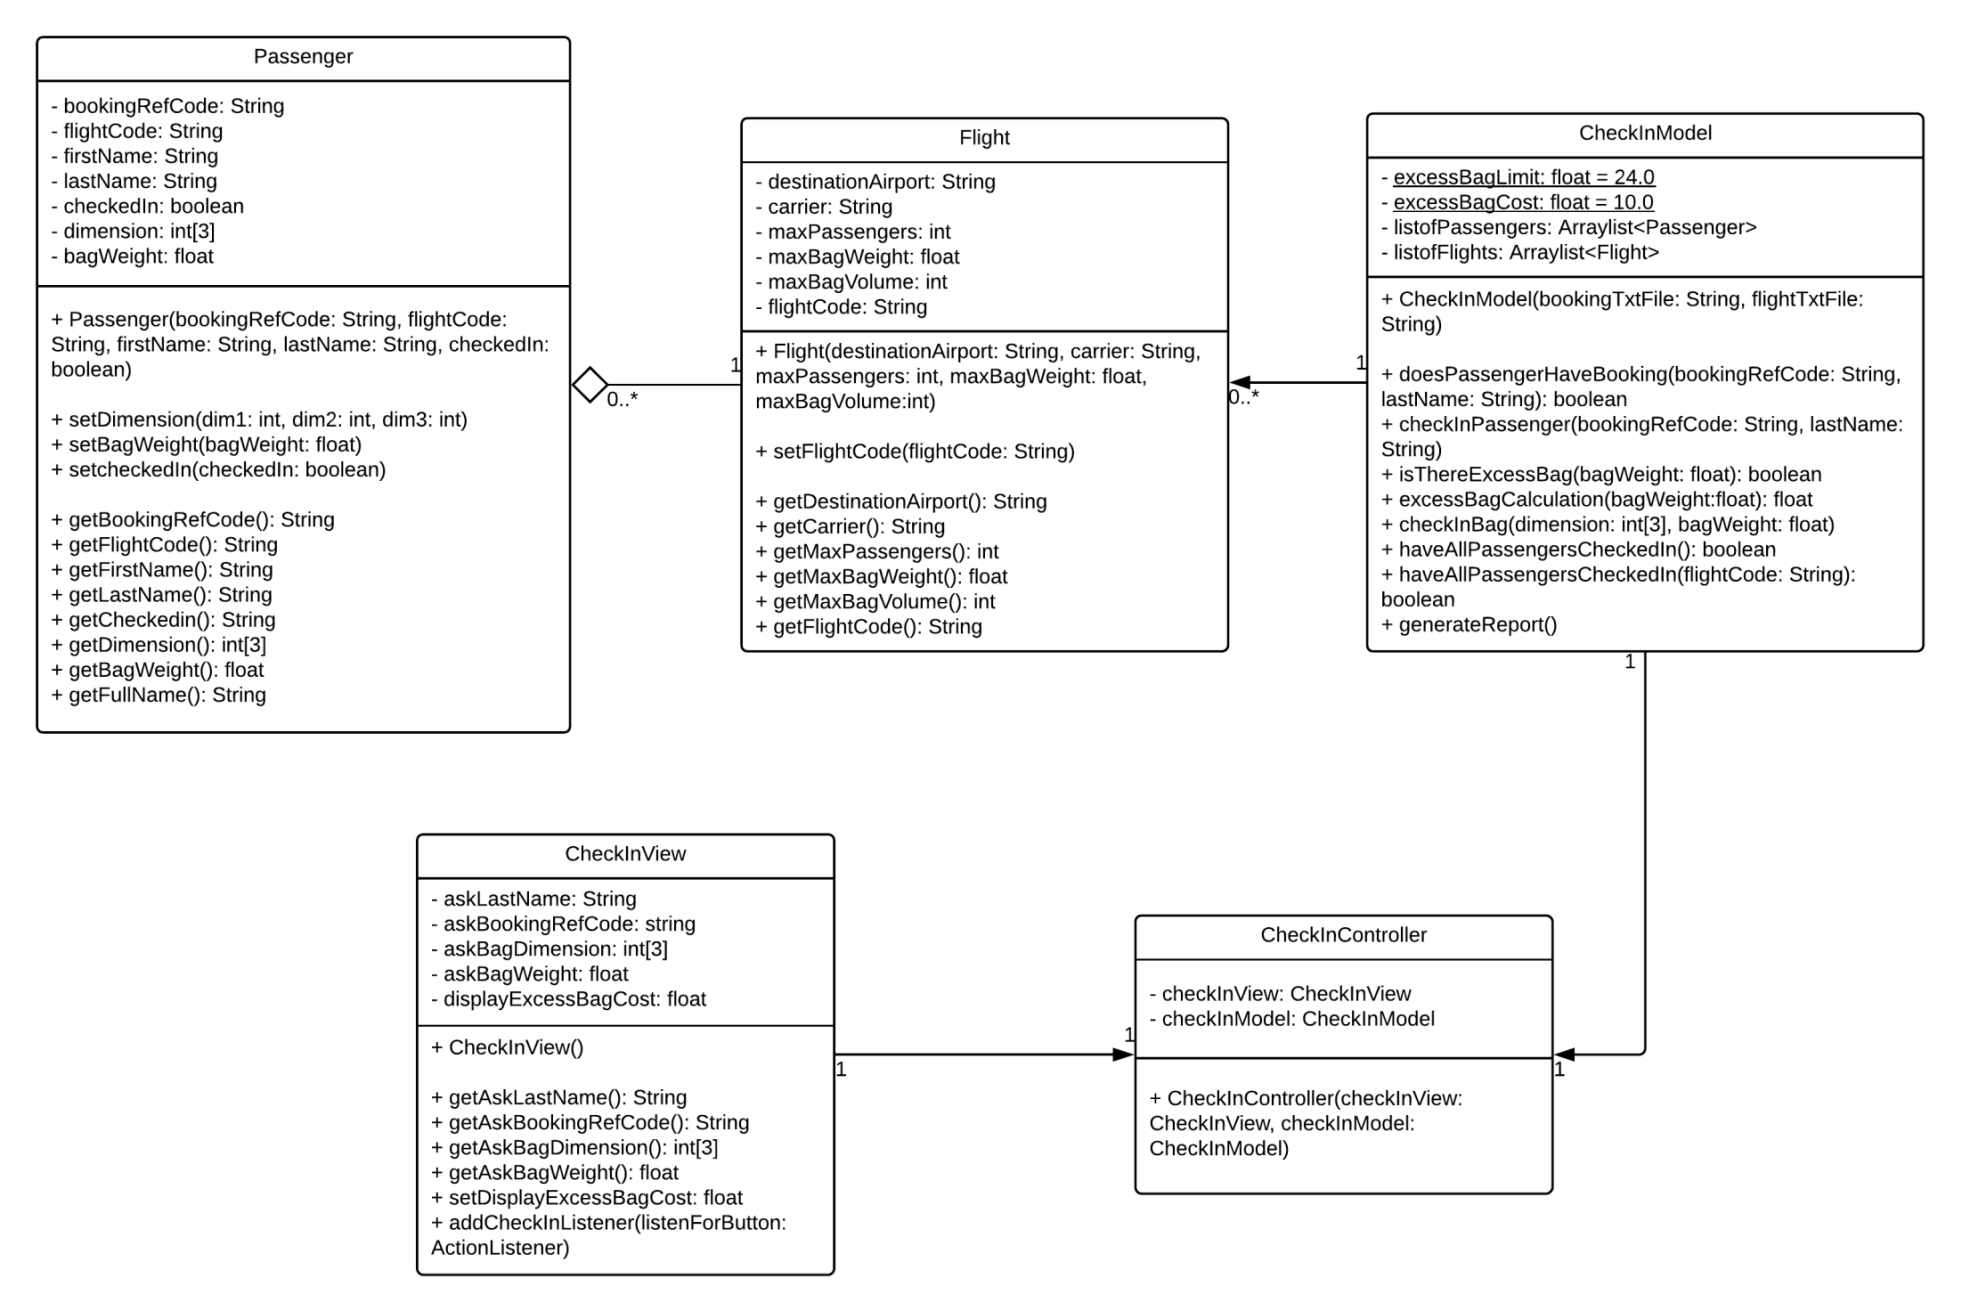 Passenger
- bookingRefCode: String
- flightCode: String
- firstName: String
- lastName: String
- checkedIn: boolean
- dimension: int[3]
- bagWeight: float
+ Passenger(bookingRefCode: String, flightCode:
String, firstName: String, lastName: String, checkedIn:
boolean)
+ setDimension(dim1: int, dim2: int, dim3: int)
+ setBagWeight(bagWeight: float)
+ setcheckedIn(checkedIn: boolean)
+ getBookingRefCode(): String
+ getFlightCode(): String
+ getFirstName(): String
+ getLastName(): String
+ getCheckedin(): String
+ getDimension(): int[3]
+ getBagWeight(): float
+ getFullName(): String
0..*
1
Flight
- destinationAirport: String
- carrier: String
- maxPassengers: int
- maxBagWeight: float
- maxBagVolume: int
- flightCode: String
+ Flight(destinationAirport: String, carrier: String,
maxPassengers: int, maxBagWeight: float,
maxBagVolume:int)
+ setFlightCode(flightCode: String)
+ getDestinationAirport(): String
+ getCarrier(): String
+ getMaxPassengers(): int
+ getMaxBagWeight(): float
+ getMaxBagVolume(): int
+ getFlightCode(): String
0..*
1
CheckInModel
- excessBagLimit: float = 24.0
- excessBagCost: float = 10.0
- listofPassengers: Arraylist<Passenger>
- listofFlights: Arraylist<Flight>
+ CheckInModel(bookingTxtFile: String, flightTxtFile:
String)
+ doesPassengerHaveBooking(bookingRefCode: String,
lastName: String): boolean
+ checkInPassenger(bookingRefCode: String, lastName:
String)
+ isThereExcessBag(bagWeight: float): boolean
+ excessBagCalculation(bagWeight:float): float
+ checkInBag(dimension: int[3], bagWeight: float)
+ haveAllPassengersCheckedIn(): boolean
+ haveAllPassengersCheckedIn(flightCode: String):
boolean
+ generateReport()
1
CheckInView
- askLastName: String
- askBookingRefCode: string
- askBagDimension: int[3]
- askBagWeight: float
- displayExcessBagCost: float
+ CheckInView()
+ getAskLastName(): String
+ getAskBookingRefCode(): String
+ getAskBagDimension(): int[3]
+ getAskBagWeight(): float
+ setDisplayExcessBagCost: float
+ addCheckInListener(listenForButton:
ActionListener)
1
1
CheckInController
- checkInView: CheckInView
- checkInModel: CheckInModel
+ CheckInController(checkInView:
CheckInView, checkInModel:
CheckInModel)
1